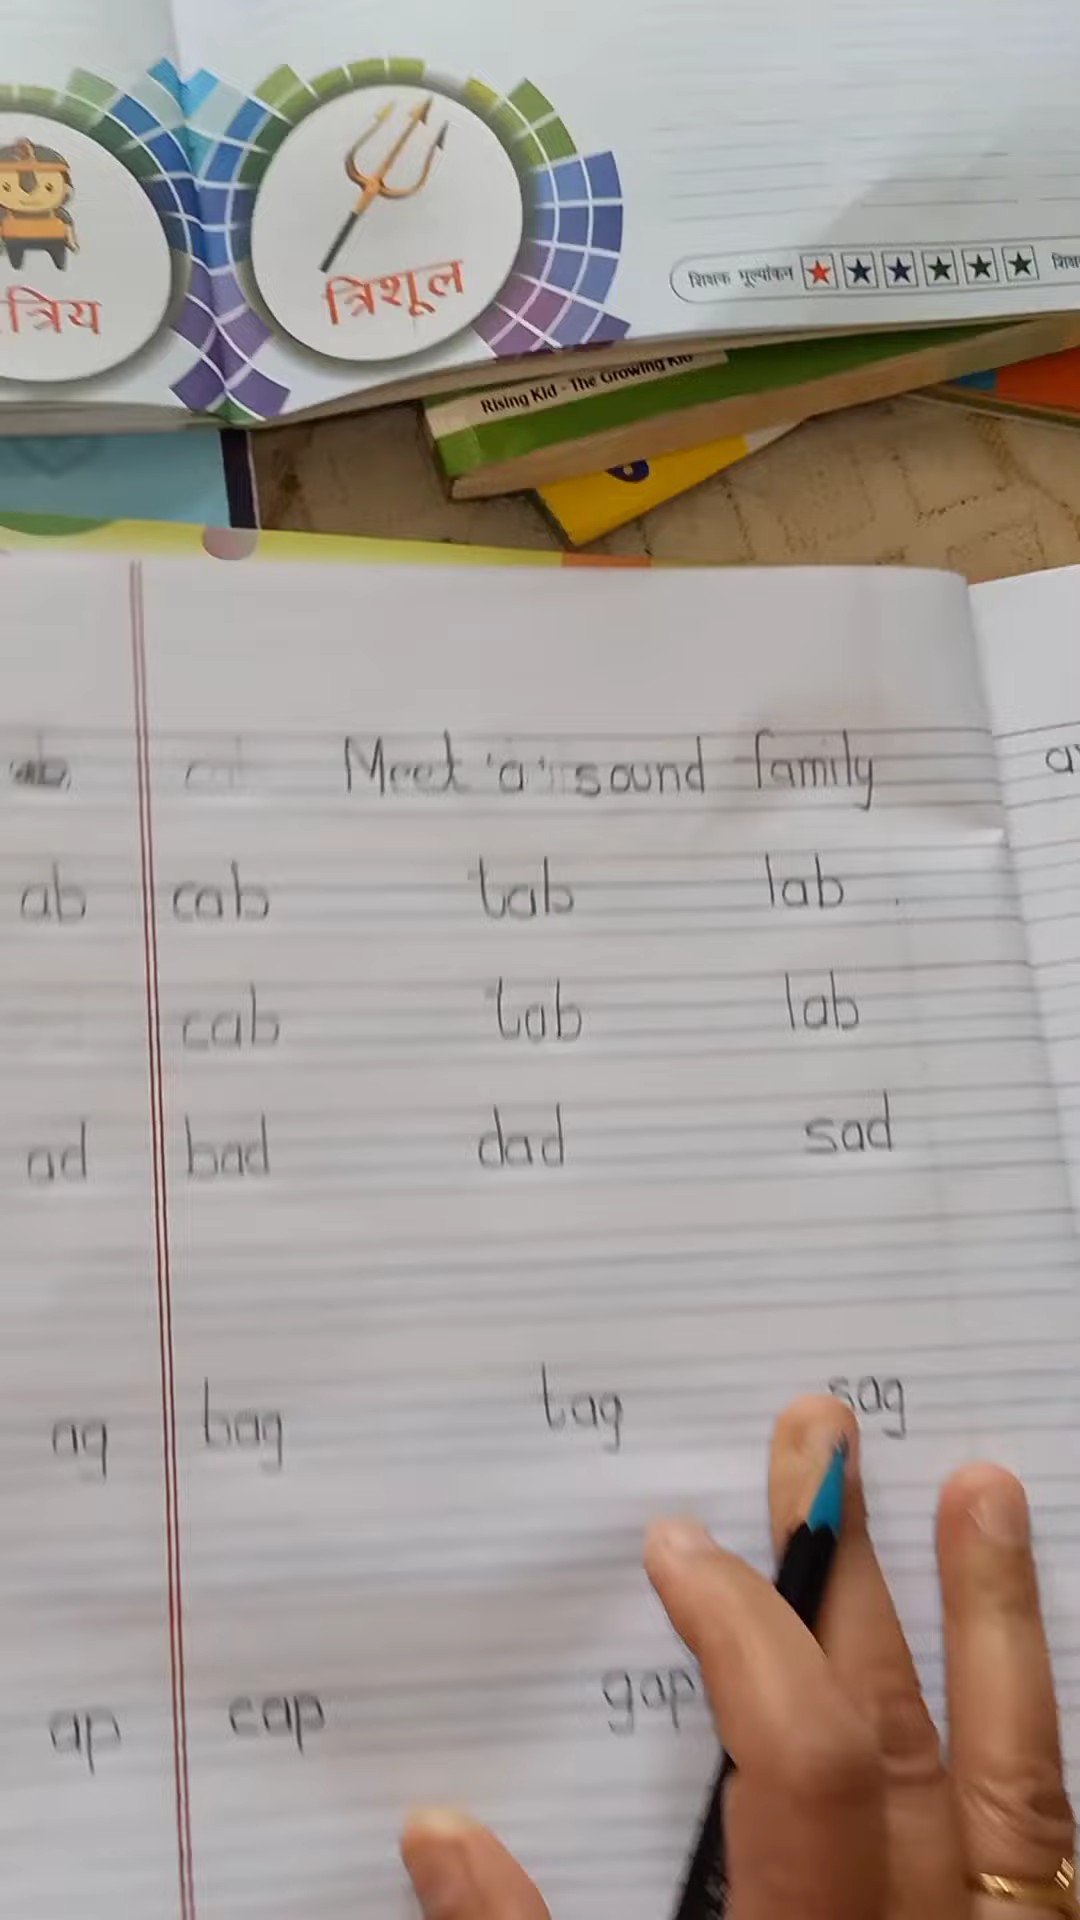 त्रिय
त्रिशूल
शिक्षक मूल्यांकन
Rising Kid - The Growing Kid
Meet 'a' sound family
ab cab tab lab
cab tab lab
ad bad dad sad
ag bag tag sag
ap cap gap